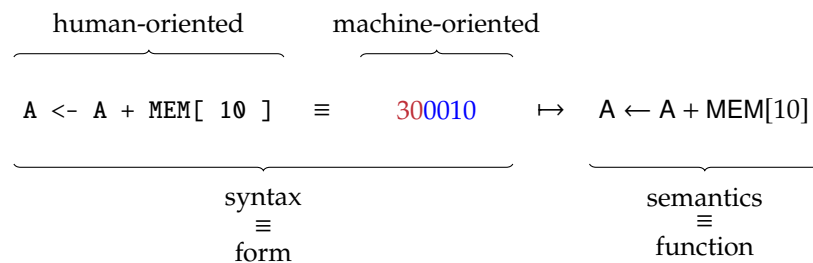 human-oriented machine-oriented
A <- A + MEM[ 10 ] ≡ 300010 ↦ A ← A + MEM[10]
syntax semantics
≡ ≡
form function